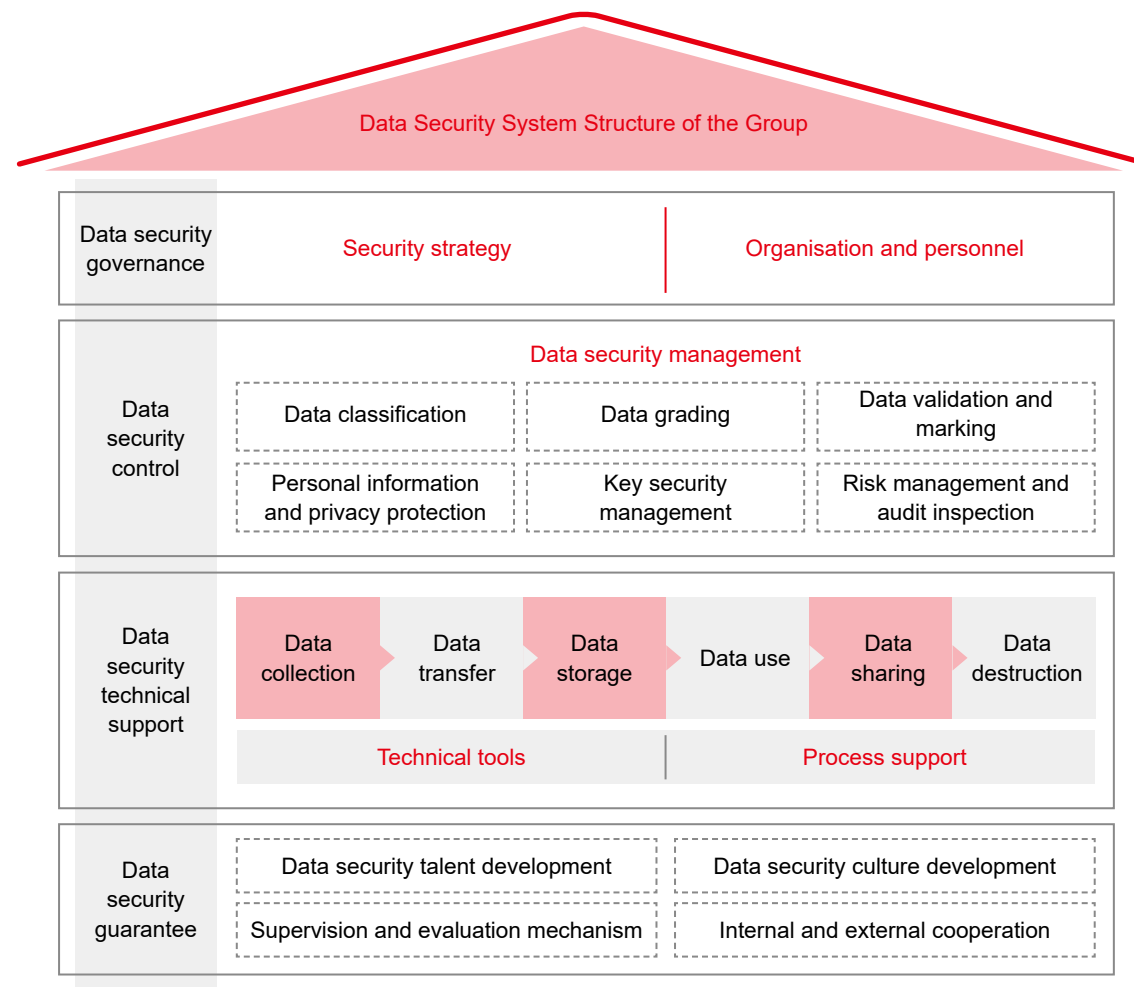 Data Security System Structure of the Group
Data security
governance
Security strategy
Organisation and personnel
Data
security
control
Data security management
Data classification
Data grading
Data validation and
marking
Personal information
and privacy protection
Key security
management
Risk management and
audit inspection
Data
security
technical
support
Data
collection
Data
transfer
Data
storage
Data use
Data
sharing
Data
destruction
Technical tools
Process support
Data
security
guarantee
Data security talent development
Data security culture development
Supervision and evaluation mechanism
Internal and external cooperation